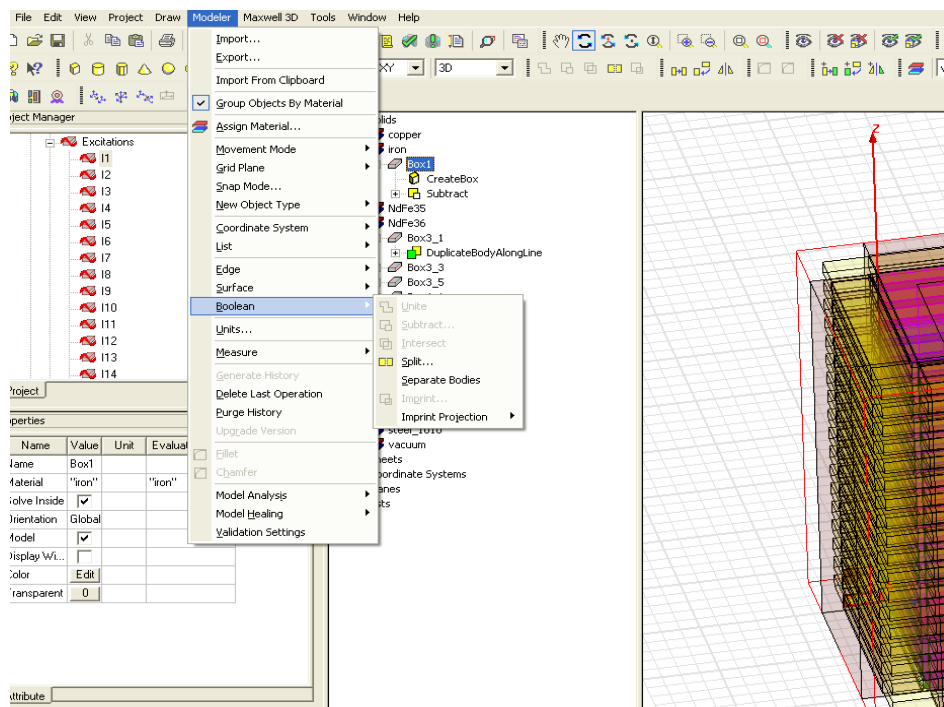 File Edit View Project Draw Modeler Maxwell 3D Tools Window Help
Import...
Export...
Import From Clipboard
Group Objects By Material
Assign Material...
Movement Mode
Grid Plane
Snap Mode...
New Object Type
Coordinate System
List
Edge
Surface
Boolean
Units...
Measure
Generate History
Delete Last Operation
Purge History
Upgrade Version
Fillet
Chamfer
Model Analysis
Model Healing
Validation Settings
Unite
Subtract...
Intersect
Split...
Separate Bodies
Imprint...
Imprint Projection
XY 3D
ject Manager
Excitations
I1
I2
I3
I4
I5
I6
I7
I8
I9
I10
I11
I12
I13
I14
Project
operties
Name Value Unit Evaluat
Name Box1
Material "iron" "iron"
Solve Inside
Orientation Global
Model
Display Wi...
Color Edit
Transparent 0
Attribute
lids
copper
iron
Box1
CreateBox
Subtract
NdFe35
NdFe36
Box3_1
DuplicateBodyAlongLine
Box3_3
Box3_5
steel_1010
vacuum
heets
oordinate Systems
anes
sts
Z